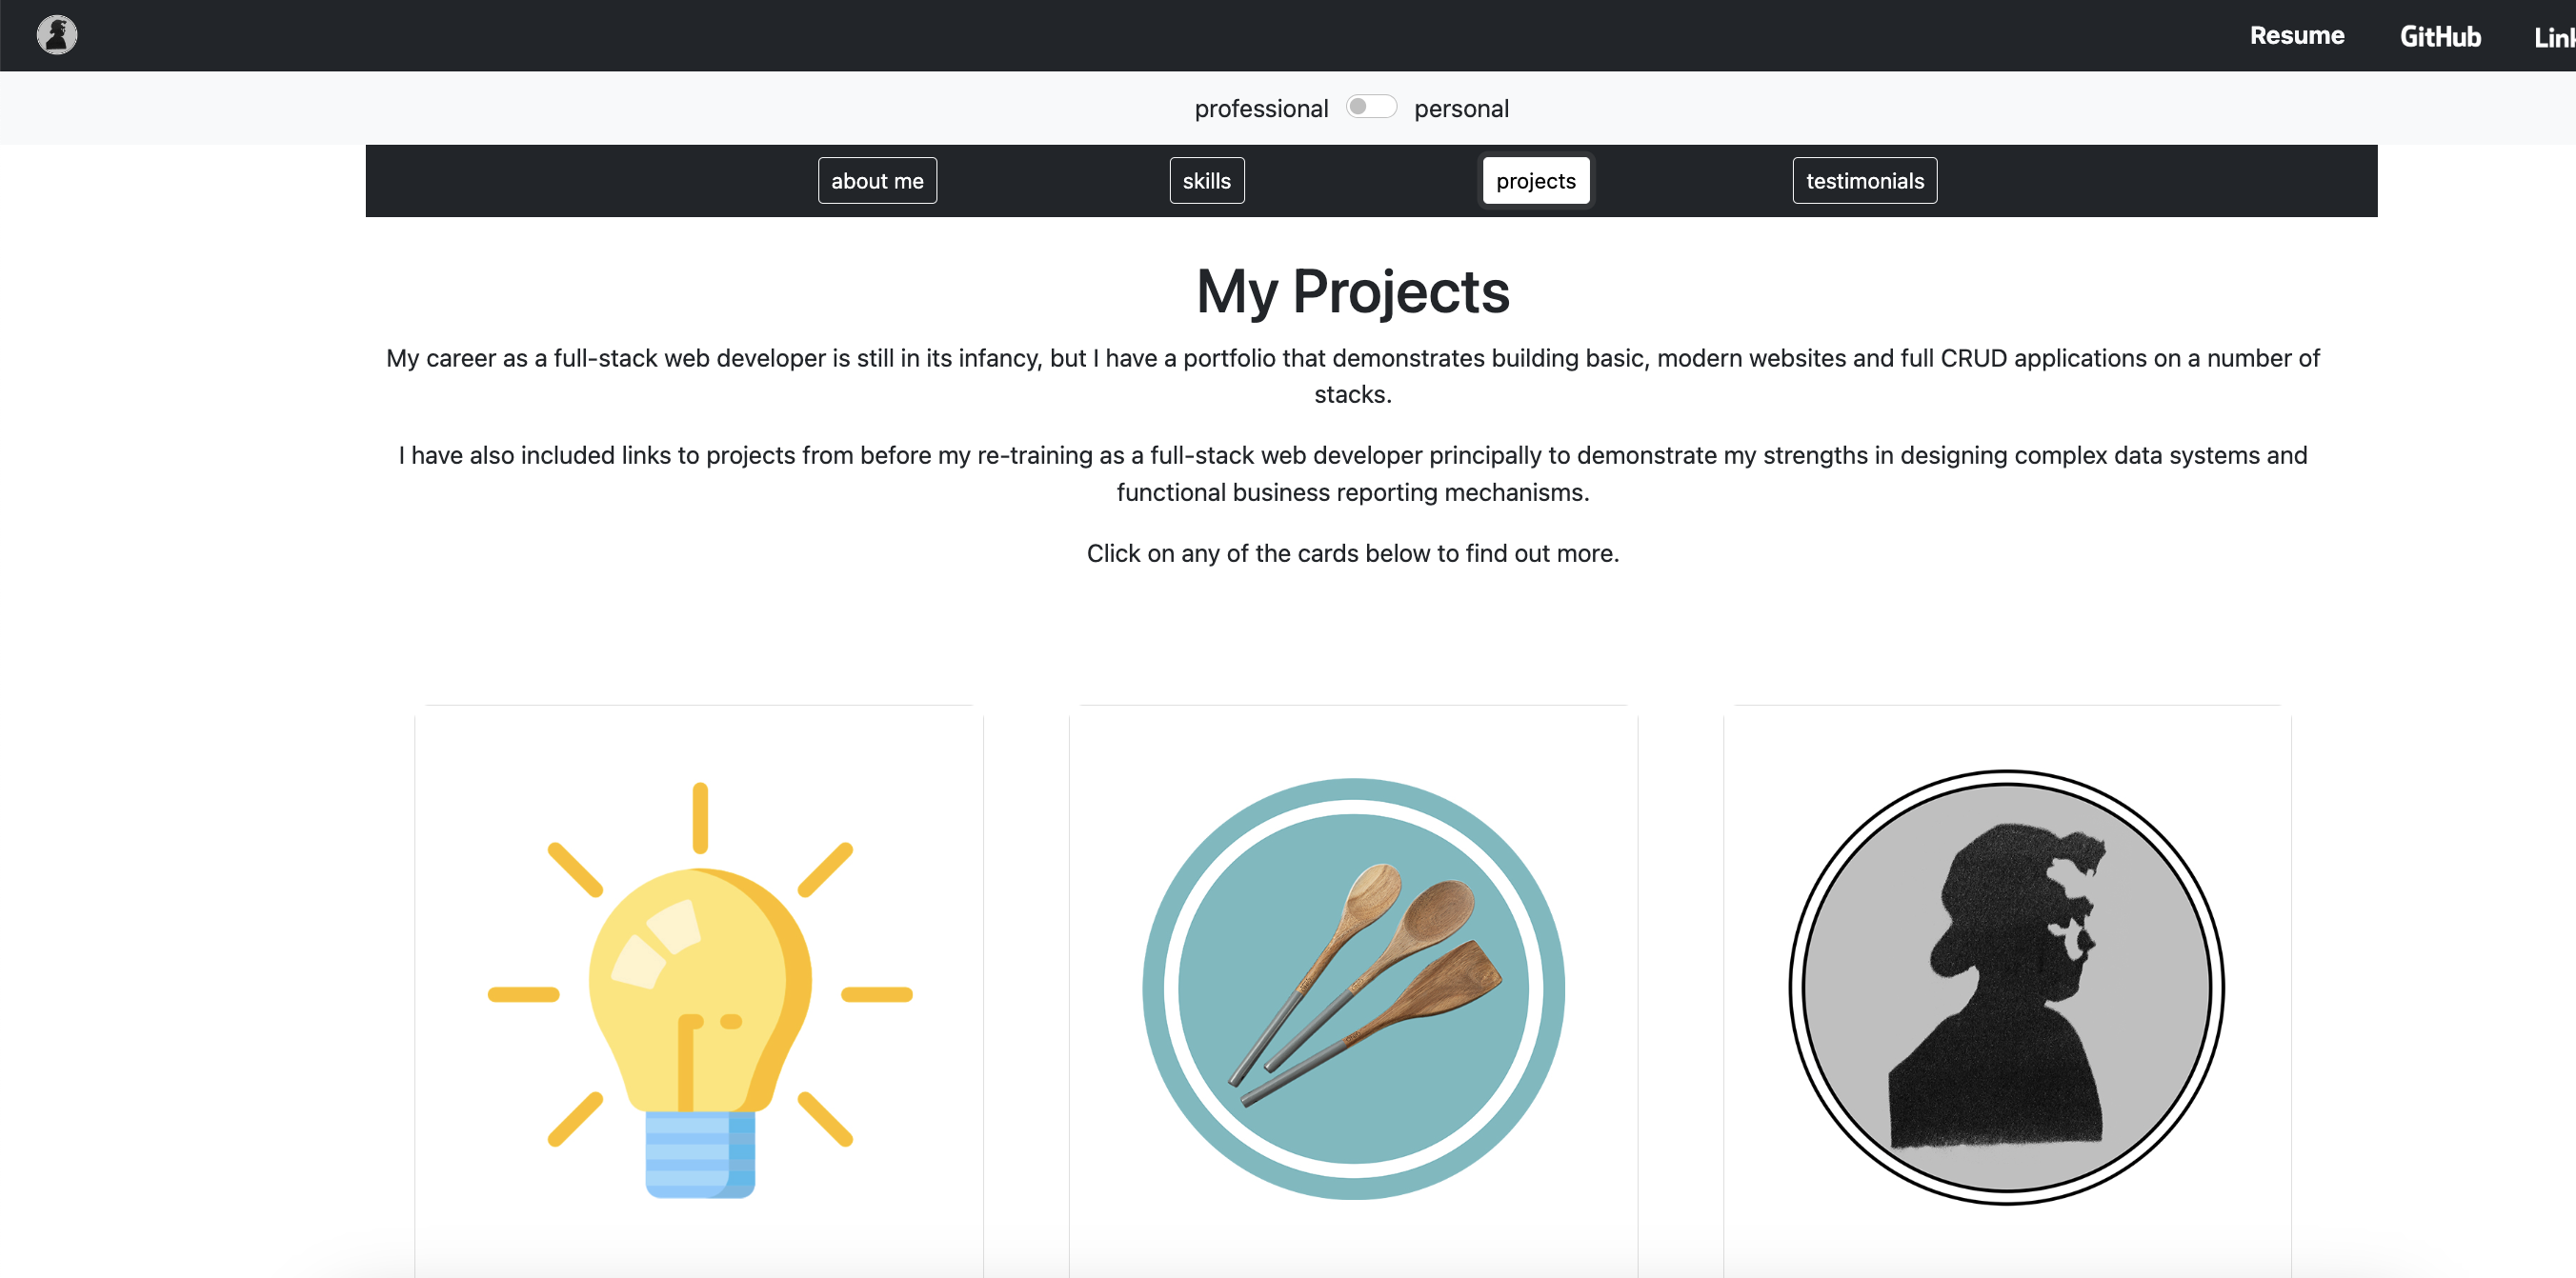 Resume GitHub Link
professional personal
about me skills projects testimonials
My Projects
My career as a full-stack web developer is still in its infancy, but I have a portfolio that demonstrates building basic, modern websites and full CRUD applications on a number of
stacks.
I have also included links to projects from before my re-training as a full-stack web developer principally to demonstrate my strengths in designing complex data systems and
functional business reporting mechanisms.
Click on any of the cards below to find out more.